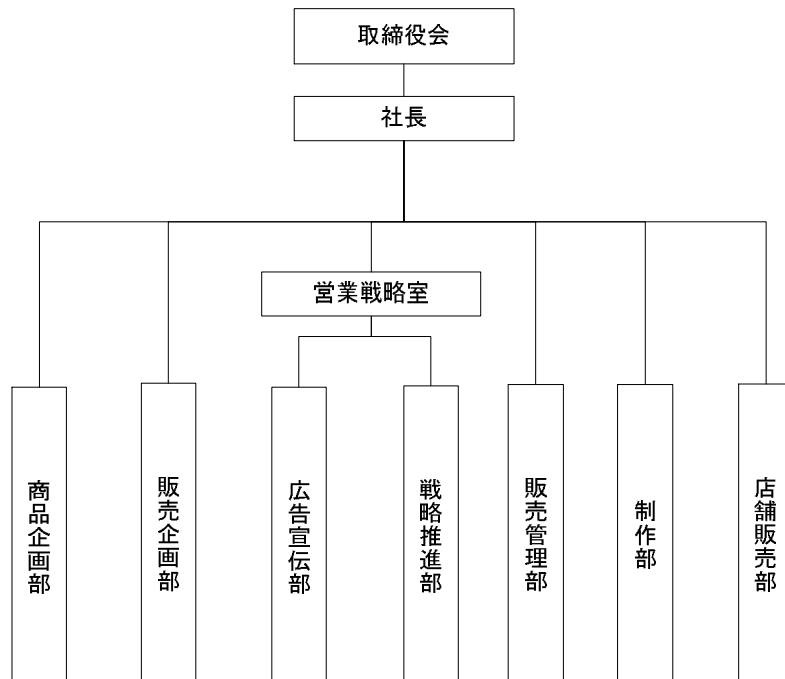 取締役会
社長
営業戦略室
商品企画部
販売企画部
広告宣伝部
戦略推進部
販売管理部
制作部
店舗販売部